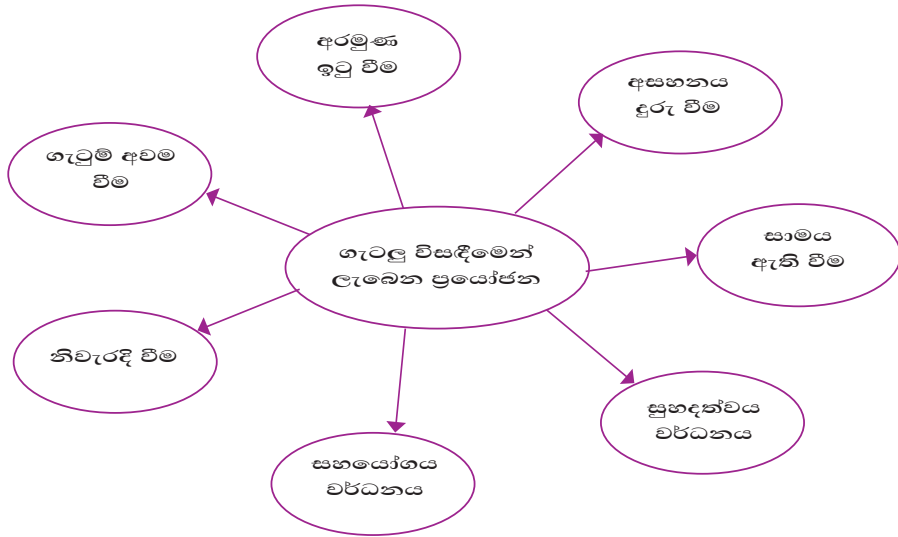 අරමුණ
ඉටු වීම
අසහනය
දුරු වීම
ගැටුම් අවම
වීම
ගැටලු විසඳීමෙන්
ලැබෙන ප්‍රයෝජන
සාමය
ඇති වීම
නිවැරදි වීම
සුහදත්වය
වර්ධනය
සහයෝගය
වර්ධනය